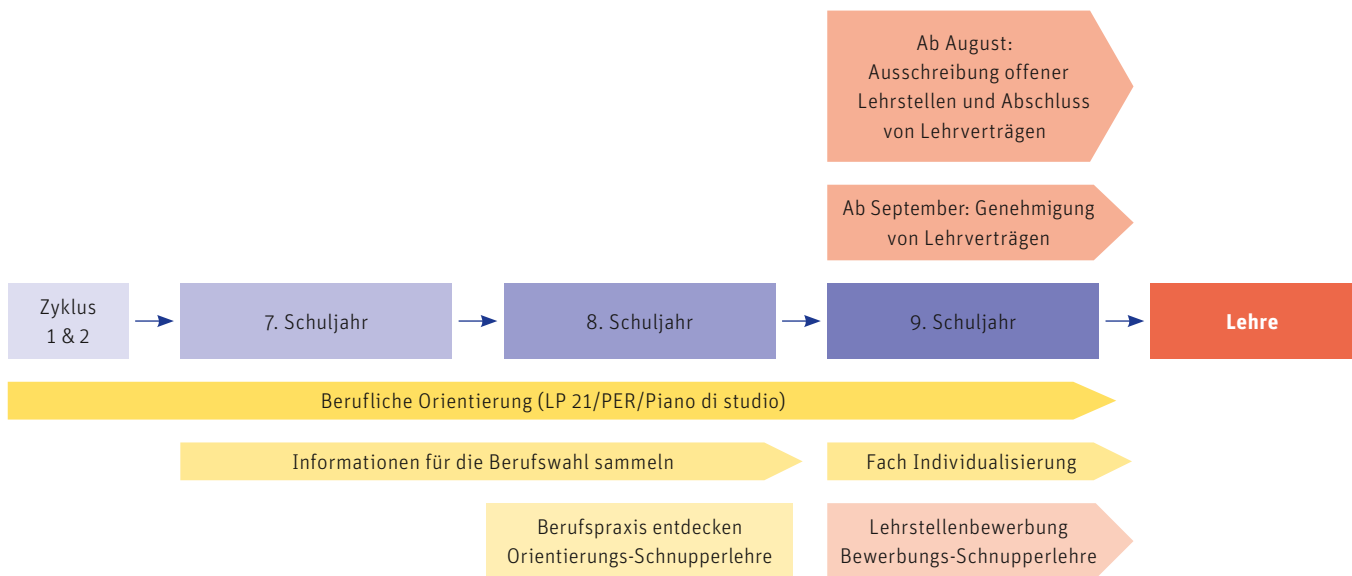 Ab August:
Ausschreibung offener
Lehrstellen und Abschluss
von Lehrverträgen
Ab September: Genehmigung
von Lehrverträgen
Zyklus
1 & 2
7. Schuljahr
8. Schuljahr
9. Schuljahr
Lehre
Berufliche Orientierung (LP 21/PER/Piano di studio)
Informationen für die Berufswahl sammeln
Fach Individualisierung
Berufspraxis entdecken
Orientierungs-Schnupperlehre
Lehrstellenbewerbung
Bewerbungs-Schnupperlehre